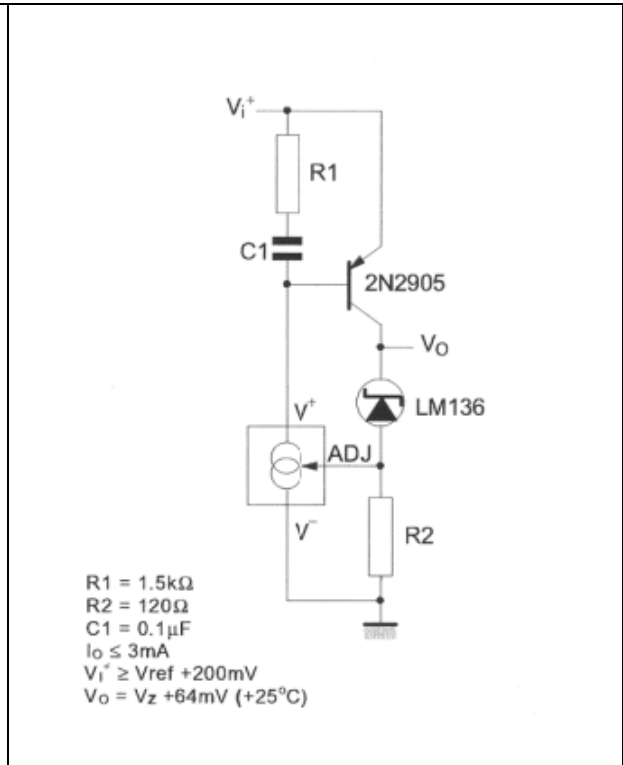 Vi+
R1
C1
2N2905
VO
V+
LM136
ADJ
V−
R2
R1 = 1.5kΩ
R2 = 120Ω
C1 = 0.1µF
IO ≤ 3mA
VI+ ≥ Vref +200mV
VO = Vz +64mV (+25°C)